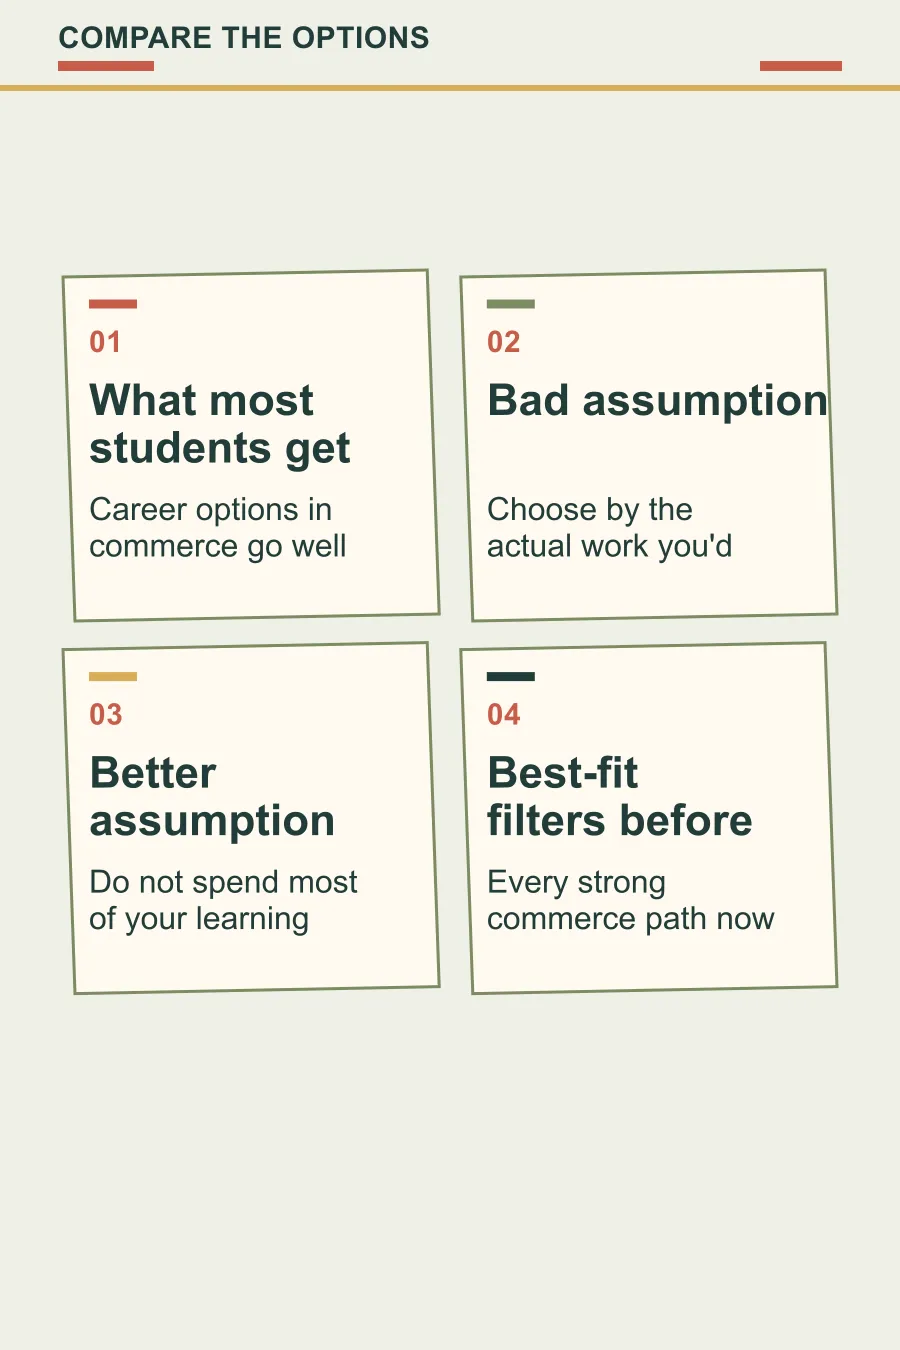 COMPARE THE OPTIONS
01
What most
students get
Career options in
commerce go well
02
Bad assumption
Choose by the
actual work you'd
03
Better
assumption
Do not spend most
of your learning
04
Best-fit
filters before
Every strong
commerce path now